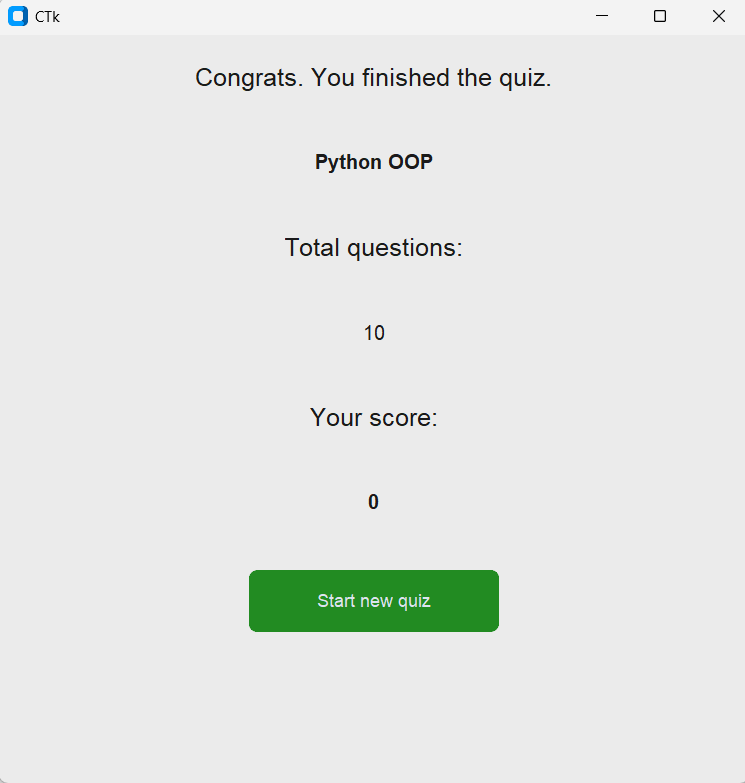 CTk
Congrats. You finished the quiz.
Python OOP
Total questions:
10
Your score:
0
Start new quiz